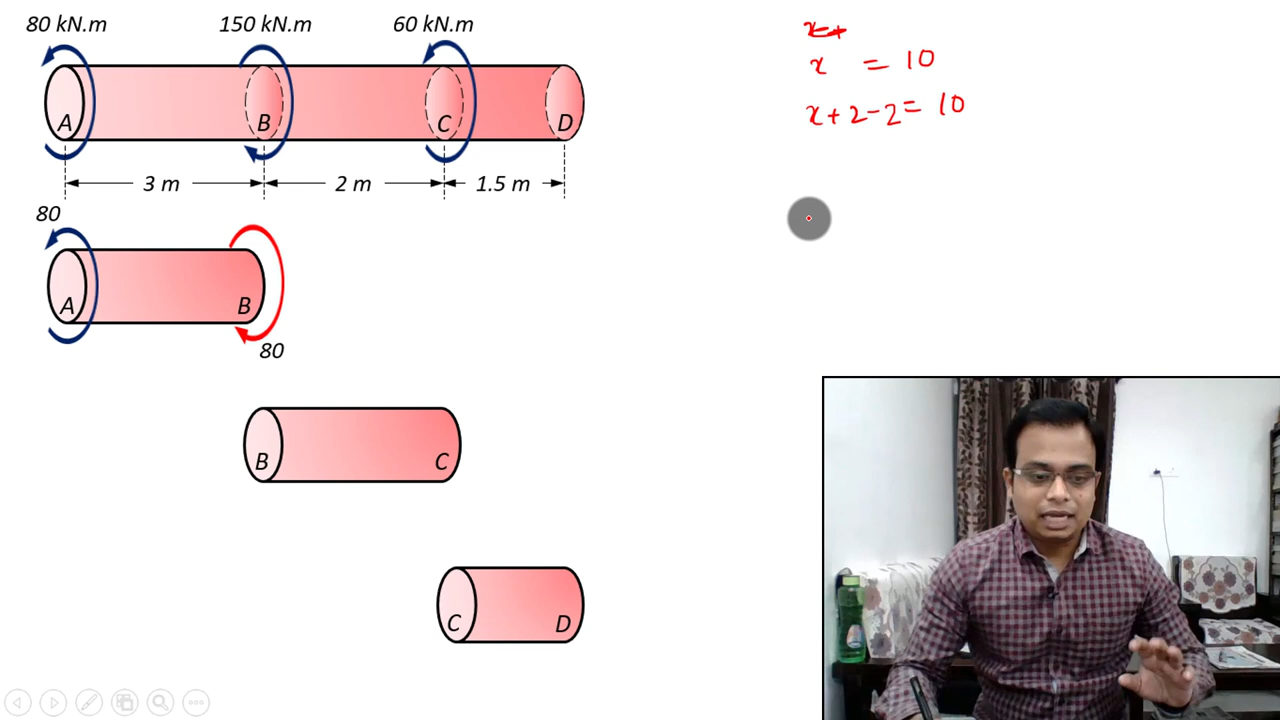 80 kN.m 150 kN.m 60 kN.m
A B C D
3 m 2 m 1.5 m
80
A B
80
B C
C D
x = 10
x + 2 - 2 = 10